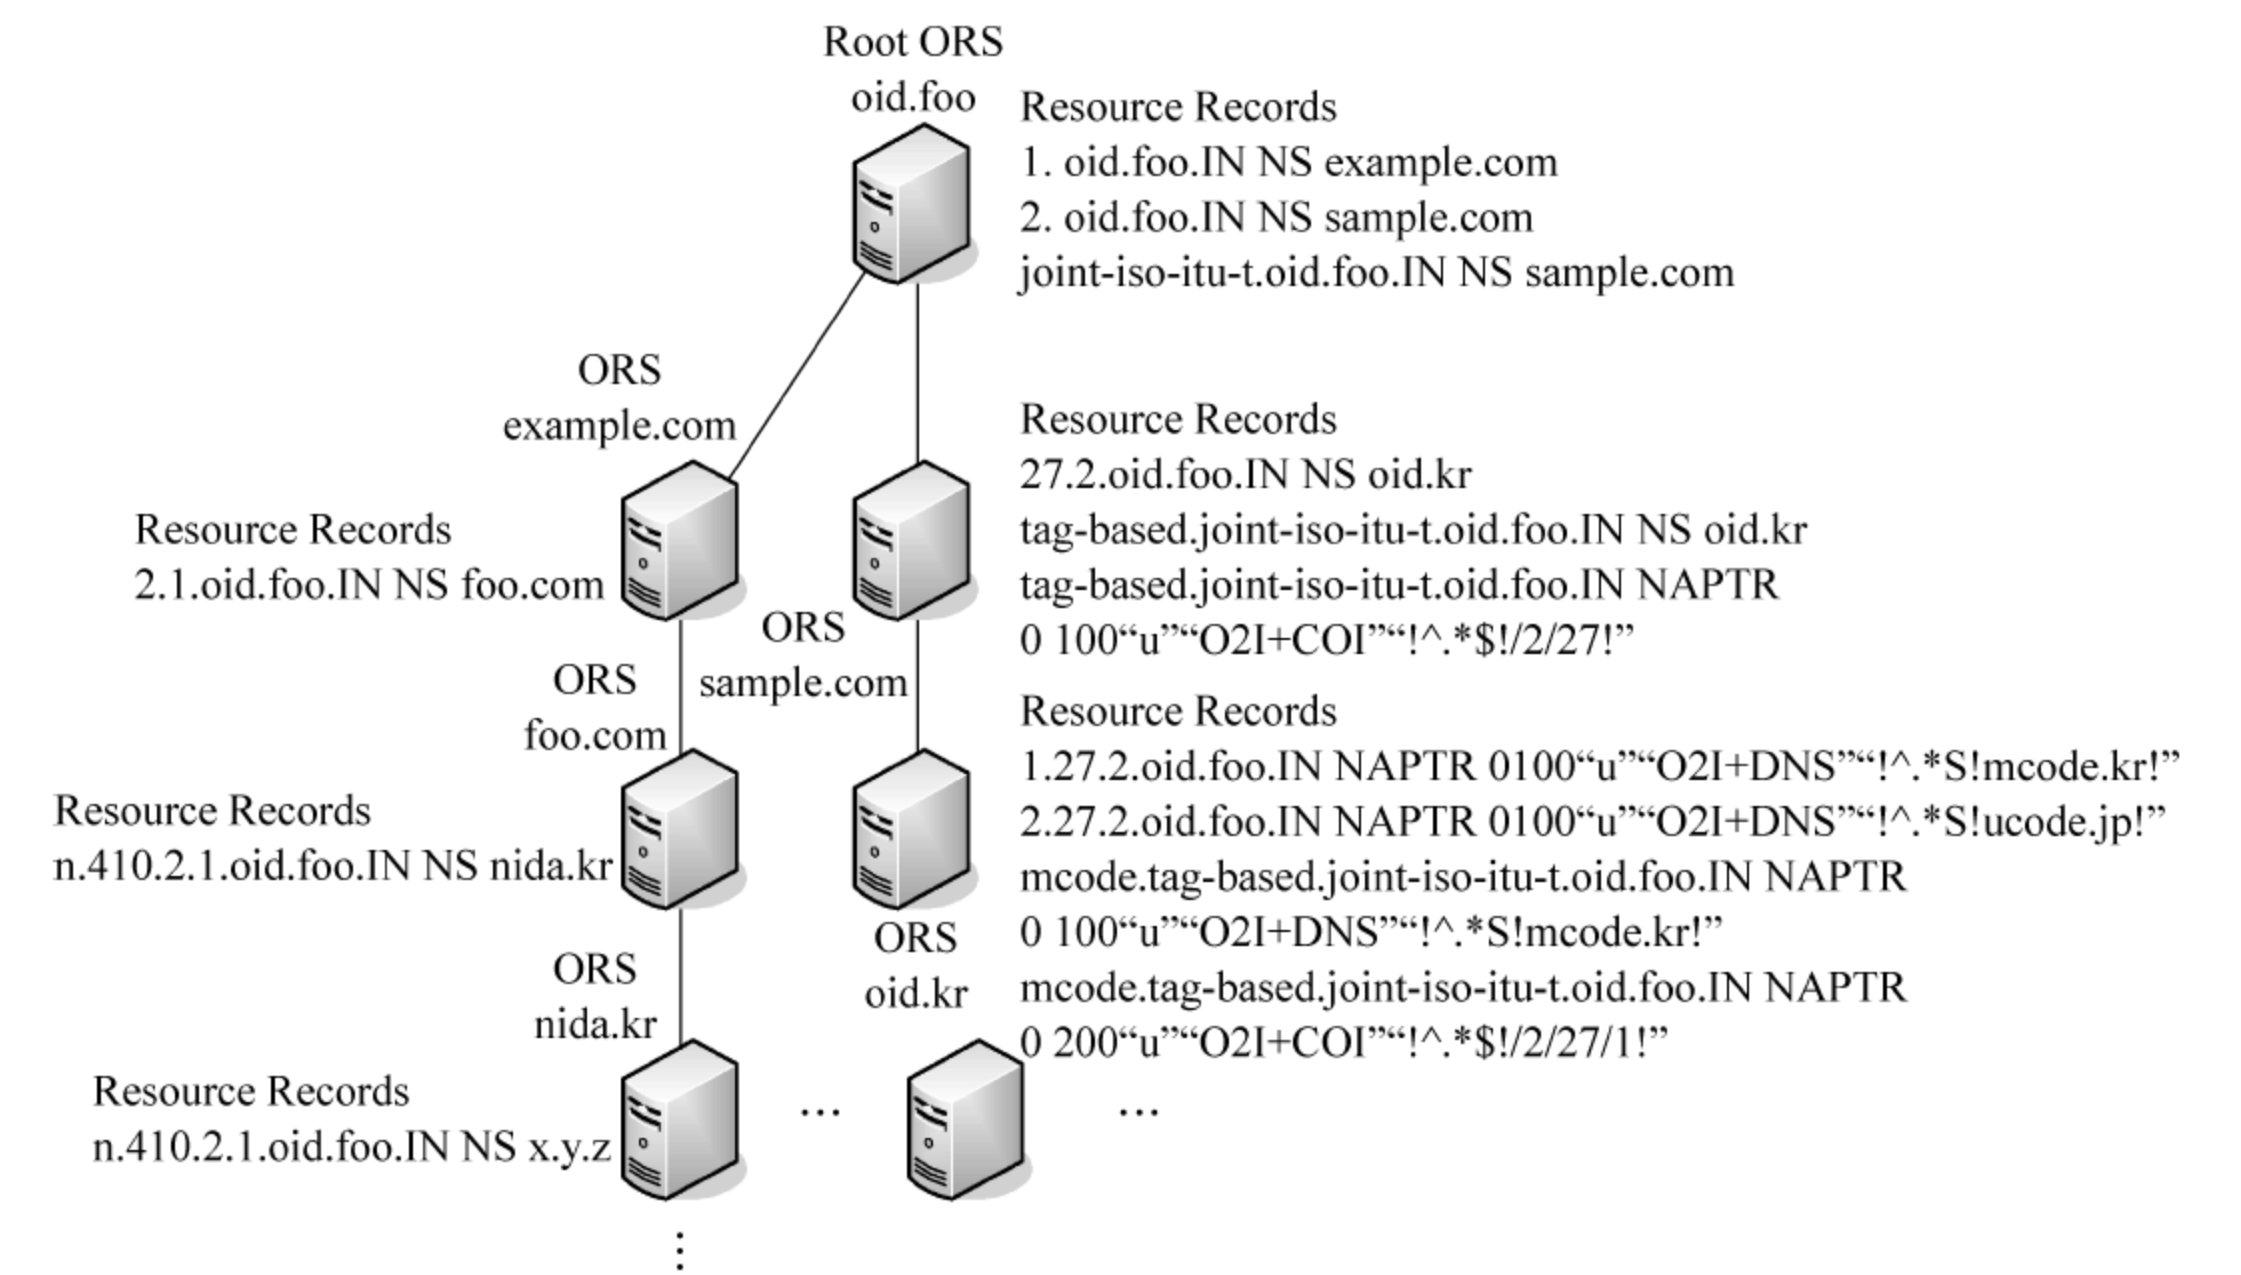 Root ORS
oid.foo
Resource Records
1. oid.foo.IN NS example.com
2. oid.foo.IN NS sample.com
joint-iso-itu-t.oid.foo.IN NS sample.com
ORS
example.com
Resource Records
2.1.oid.foo.IN NS foo.com
Resource Records
27.2.oid.foo.IN NS oid.kr
tag-based.joint-iso-itu-t.oid.foo.IN NS oid.kr
tag-based.joint-iso-itu-t.oid.foo.IN NAPTR
0 100“u”“O2I+COI”“!^.*$!/2/27!”
ORS
sample.com
ORS
foo.com
Resource Records
n.410.2.1.oid.foo.IN NS nida.kr
Resource Records
1.27.2.oid.foo.IN NAPTR 0100“u”“O2I+DNS”“!^.*S!mcode.kr!”
2.27.2.oid.foo.IN NAPTR 0100“u”“O2I+DNS”“!^.*S!ucode.jp!”
mcode.tag-based.joint-iso-itu-t.oid.foo.IN NAPTR
0 100“u”“O2I+DNS”“!^.*S!mcode.kr!”
mcode.tag-based.joint-iso-itu-t.oid.foo.IN NAPTR
0 200“u”“O2I+COI”“!^.*$!/2/27/1!”
ORS
oid.kr
ORS
nida.kr
Resource Records
n.410.2.1.oid.foo.IN NS x.y.z
... ...
⋮